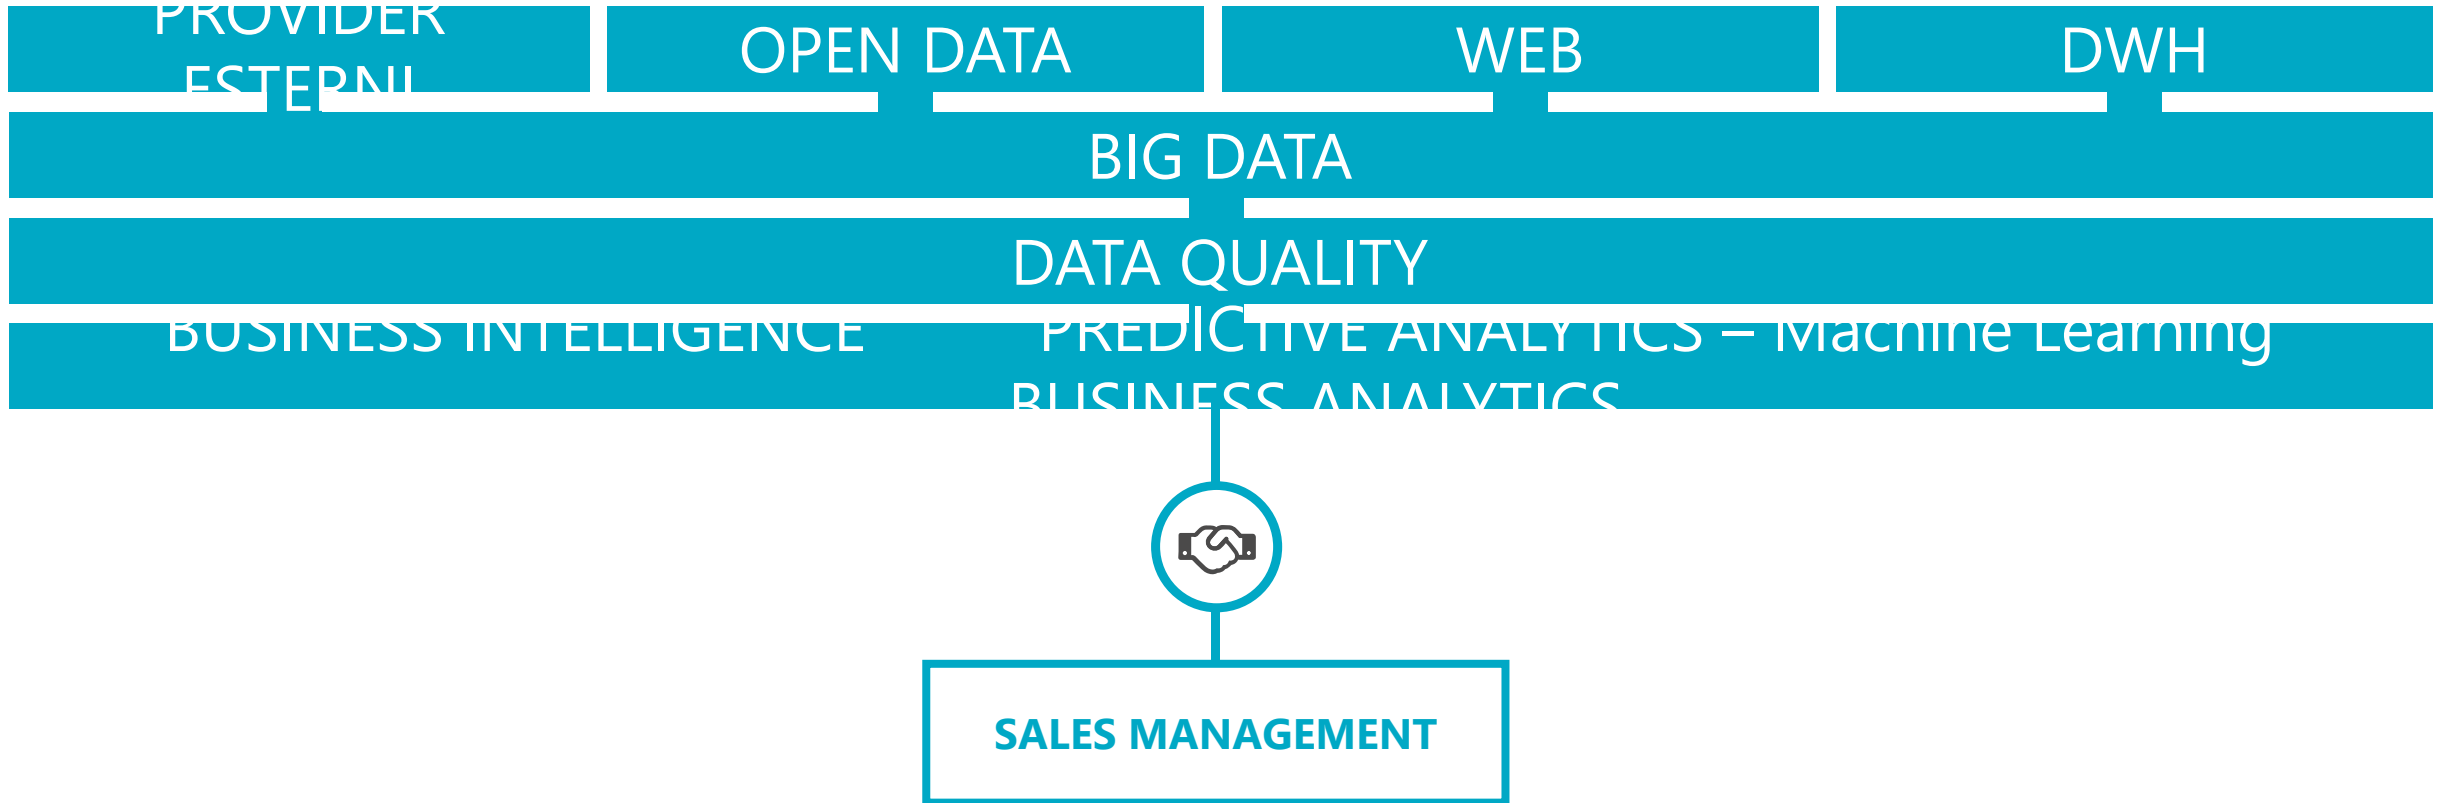 PROVIDER
ESTERNI
OPEN DATA
WEB
DWH
BIG DATA
DATA QUALITY
BUSINESS INTELLIGENCE PREDICTIVE ANALYTICS – Machine Learning
BUSINESS ANALYTICS
SALES MANAGEMENT